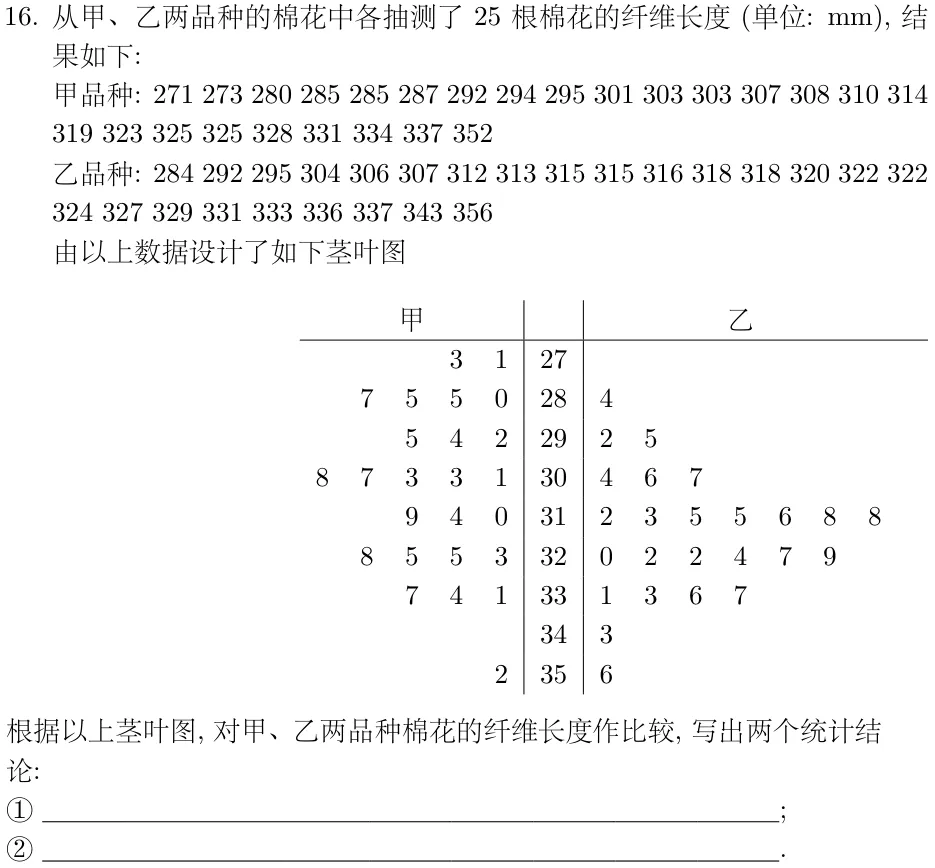 16. 从甲、乙两品种的棉花中各抽测了 25 根棉花的纤维长度 (单位: mm), 结
果如下:
甲品种: 271 273 280 285 285 287 292 294 295 301 303 303 307 308 310 314
319 323 325 325 328 331 334 337 352
乙品种: 284 292 295 304 306 307 312 313 315 315 316 318 318 320 322 322
324 327 329 331 333 336 337 343 356
由以上数据设计了如下茎叶图
甲 乙
3 1 27
7 5 5 0 28 4
5 4 2 29 2 5
8 7 3 3 1 30 4 6 7
9 4 0 31 2 3 5 5 6 8 8
8 5 5 3 32 0 2 2 4 7 9
7 4 1 33 1 3 6 7
34 3
2 35 6
根据以上茎叶图, 对甲、乙两品种棉花的纤维长度作比较, 写出两个统计结
论:
① ;
② .